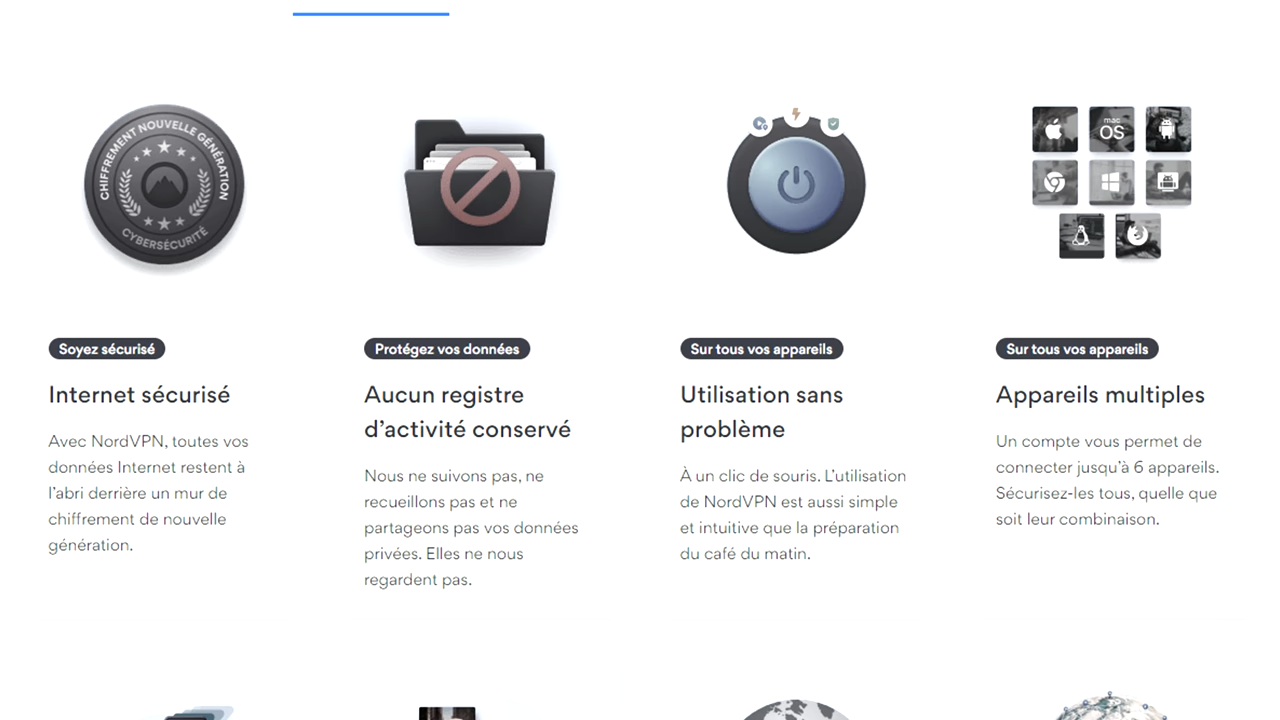 CHIFFREMENT NOUVELLE GÉNÉRATION
CYBERSÉCURITÉ
mac
OS
Soyez sécurisé
Internet sécurisé
Avec NordVPN, toutes vos
données Internet restent à
l'abri derrière un mur de
chiffrement de nouvelle
génération.
Protégez vos données
Aucun registre
d'activité conservé
Nous ne suivons pas, ne
recueillons pas et ne
partageons pas vos données
privées. Elles ne nous
regardent pas.
Sur tous vos appareils
Utilisation sans
problème
À un clic de souris. L'utilisation
de NordVPN est aussi simple
et intuitive que la préparation
du café du matin.
Sur tous vos appareils
Appareils multiples
Un compte vous permet de
connecter jusqu'à 6 appareils.
Sécurisez-les tous, quelle que
soit leur combinaison.